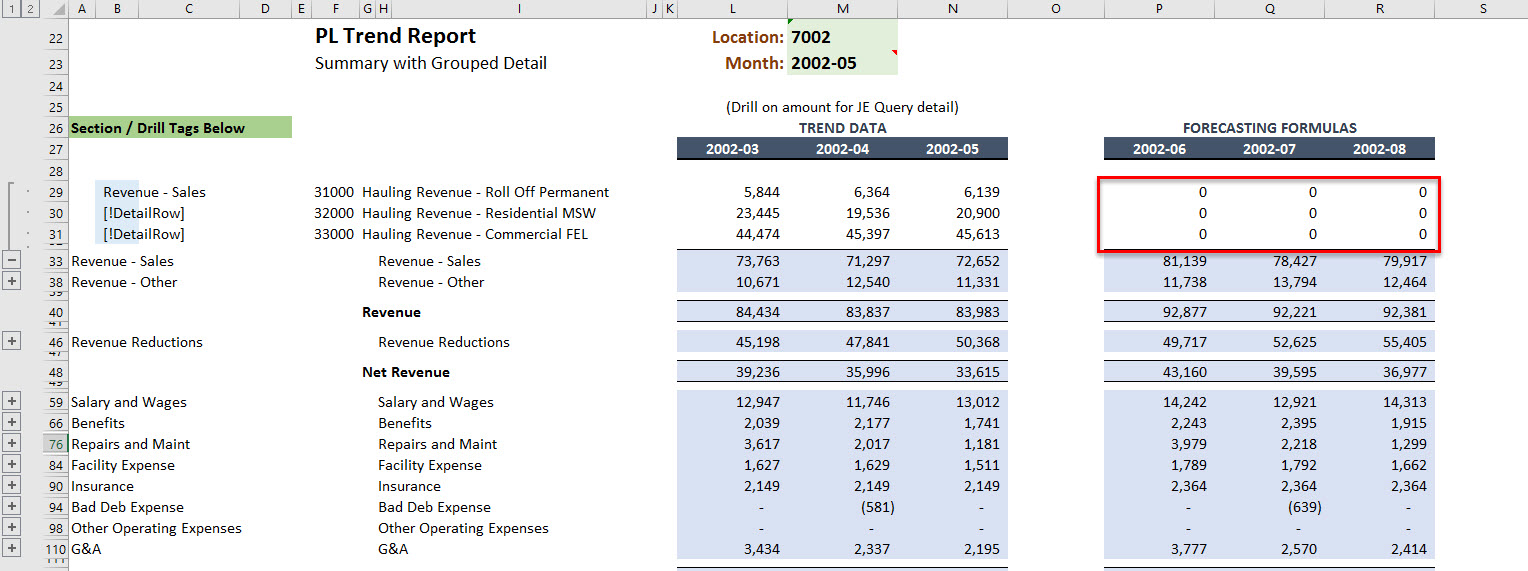 1 2 A B C D E F G H I J K L M N O P Q R S
22 PL Trend Report Location: 7002
23 Summary with Grouped Detail Month: 2002-05
24
25 (Drill on amount for JE Query detail)
26 Section / Drill Tags Below TREND DATA FORECASTING FORMULAS
27 2002-03 2002-04 2002-05 2002-06 2002-07 2002-08
28
29 Revenue - Sales 31000 Hauling Revenue - Roll Off Permanent 5,844 6,364 6,139 0 0 0
30 [!DetailRow] 32000 Hauling Revenue - Residential MSW 23,445 19,536 20,900 0 0 0
31 [!DetailRow] 33000 Hauling Revenue - Commercial FEL 44,474 45,397 45,613 0 0 0
33 Revenue - Sales Revenue - Sales 73,763 71,297 72,652 81,139 78,427 79,917
38 Revenue - Other Revenue - Other 10,671 12,540 11,331 11,738 13,794 12,464
40 Revenue 84,434 83,837 83,983 92,877 92,221 92,381
46 Revenue Reductions Revenue Reductions 45,198 47,841 50,368 49,717 52,625 55,405
48 Net Revenue 39,236 35,996 33,615 43,160 39,595 36,977
59 Salary and Wages Salary and Wages 12,947 11,746 13,012 14,242 12,921 14,313
66 Benefits Benefits 2,039 2,177 1,741 2,243 2,395 1,915
76 Repairs and Maint Repairs and Maint 3,617 2,017 1,181 3,979 2,218 1,299
84 Facility Expense Facility Expense 1,627 1,629 1,511 1,789 1,792 1,662
90 Insurance Insurance 2,149 2,149 2,149 2,364 2,364 2,364
94 Bad Deb Expense Bad Deb Expense - (581) - - (639) -
98 Other Operating Expenses Other Operating Expenses - - - - - -
110 G&A G&A 3,434 2,337 2,195 3,777 2,570 2,414